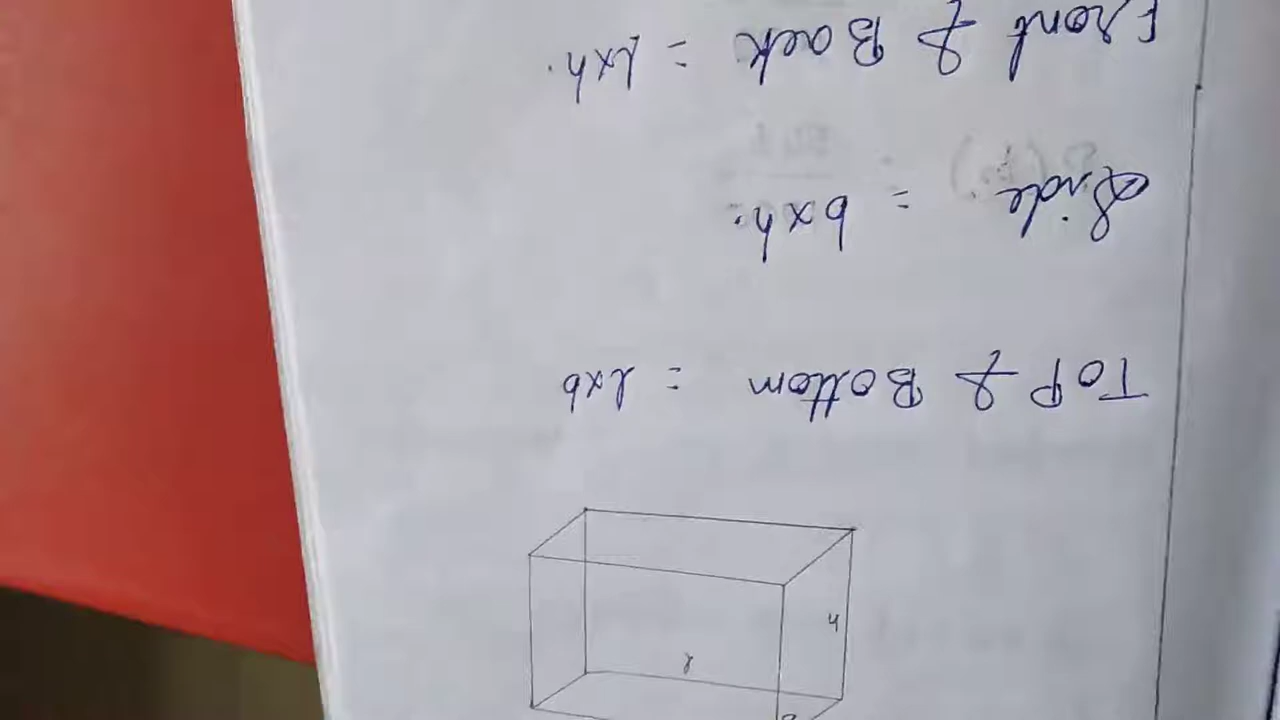 l
h
ToP & Bottom = l×b
Side = b×h.
Front & Back = l×h.